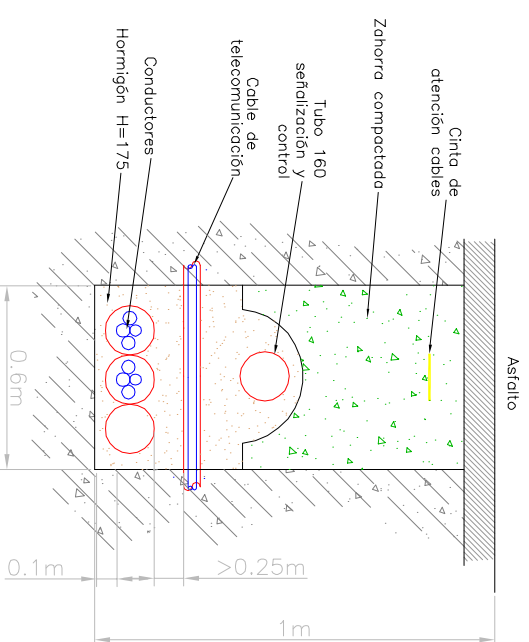 Asfalto
Cinta de
atención cables
Zahorra compactada
Tubo 160
señalización y
control
Cable de
telecomunicación
Conductores
Hormigón H=175
0.6m
0.1m
>0.25m
1m